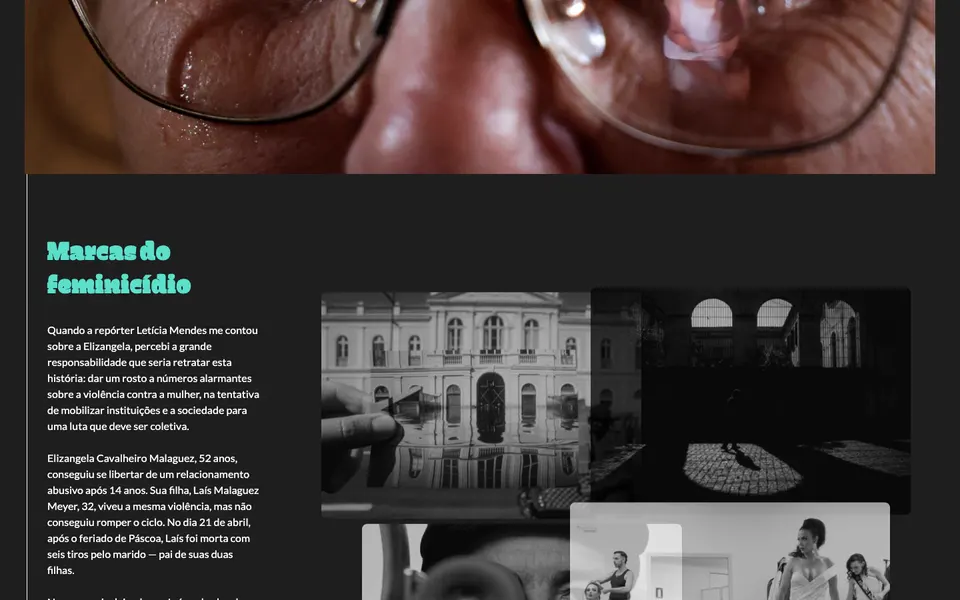 Marcas do
feminicídio
Quando a repórter Letícia Mendes me contou
sobre a Elizangela, percebi a grande
responsabilidade que seria retratar esta
história: dar um rosto a números alarmantes
sobre a violência contra a mulher, na tentativa
de mobilizar instituições e a sociedade para
uma luta que deve ser coletiva.
Elizangela Cavalheiro Malaguez, 52 anos,
conseguiu se libertar de um relacionamento
abusivo após 14 anos. Sua filha, Laís Malaguez
Meyer, 32, viveu a mesma violência, mas não
conseguiu romper o ciclo. No dia 21 de abril,
após o feriado de Páscoa, Laís foi morta com
seis tiros pelo marido — pai de suas duas
filhas.